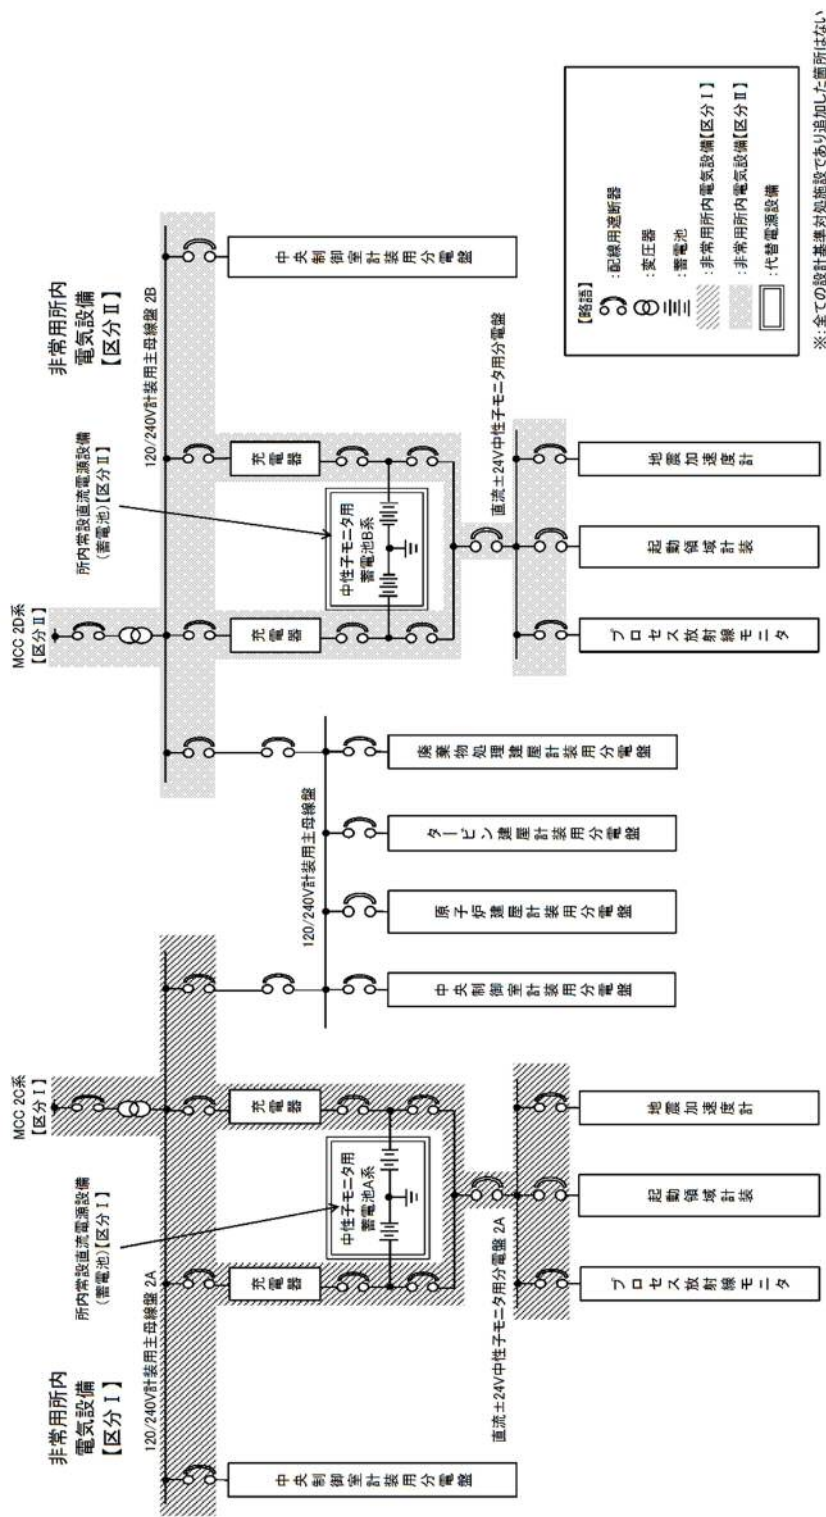 非常用所内
電気設備
【区分Ⅰ】
MCC 2C系
【区分Ⅰ】
所内常設直流電源設備
(蓄電池)【区分Ⅰ】
120/240V計装用主母線盤 2A
中央制御室計装用分電盤
充電器
充電器
中性子モニタ用
蓄電池A系
直流±24V中性子モニタ用分電盤 2A
プロセス放射線モニタ
起動領域計装
地震加速度計
120/240V計装用主母線盤
中央制御室計装用分電盤
原子炉建屋計装用分電盤
タービン建屋計装用分電盤
廃棄物処理建屋計装用分電盤
非常用所内
電気設備
【区分Ⅱ】
MCC 2D系
【区分Ⅱ】
所内常設直流電源設備
(蓄電池)【区分Ⅱ】
120/240V計装用主母線盤 2B
充電器
充電器
中性子モニタ用
蓄電池B系
中央制御室計装用分電盤
直流±24V中性子モニタ用分電盤
プロセス放射線モニタ
起動領域計装
地震加速度計
【略語】
:配線用遮断器
:変圧器
:蓄電池
:非常用所内電気設備【区分Ⅰ】
:非常用所内電気設備【区分Ⅱ】
:代替電源設備
※:全ての設計基準対処施設であり追加した箇所はない